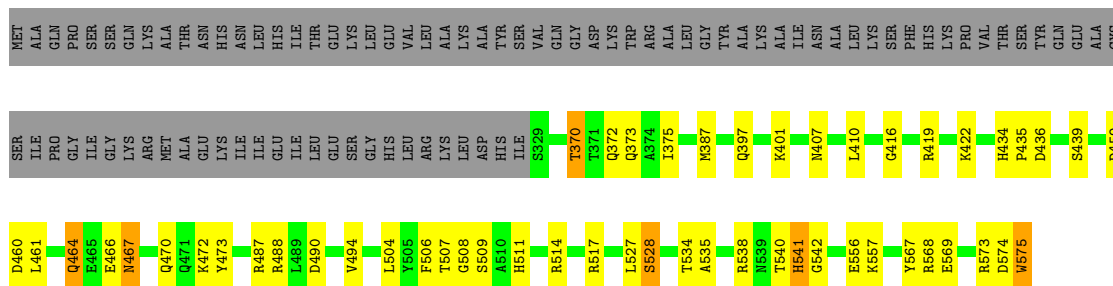 MET ALA GLN PRO SER SER GLN LYS ALA THR ASN HIS ASN LEU HIS ILE THR GLU LYS LEU GLU VAL LEU ALA LYS ALA TYR SER VAL GLN GLY ASP LYS TRP ARG ALA LEU GLY TYR ALA LYS ALA ILE ASN ALA LEU LYS SER PHE HIS LYS PRO VAL THR SER TYR GLN GLU ALA
SER ILE PRO GLY ILE GLY LYS ARG MET ALA GLU LYS ILE ILE GLU ILE LEU GLU SER GLY HIS LEU ARG LYS LEU ASP HIS ILE S329 T370 T371 Q372 Q373 A374 I375 M387 Q397 K401 N407 L410 G416 R419 K422 H434 P435 D436 S439
D460 L461 Q464 E465 E466 N467 Q470 Q471 K472 Y473 R487 R488 L489 D490 V494 L504 Y505 F506 T507 G508 S509 A510 H511 R514 R517 L527 S528 T534 A535 R538 N539 T540 H541 G542 E556 K557 Y567 R568 E569 R573 D574 W575